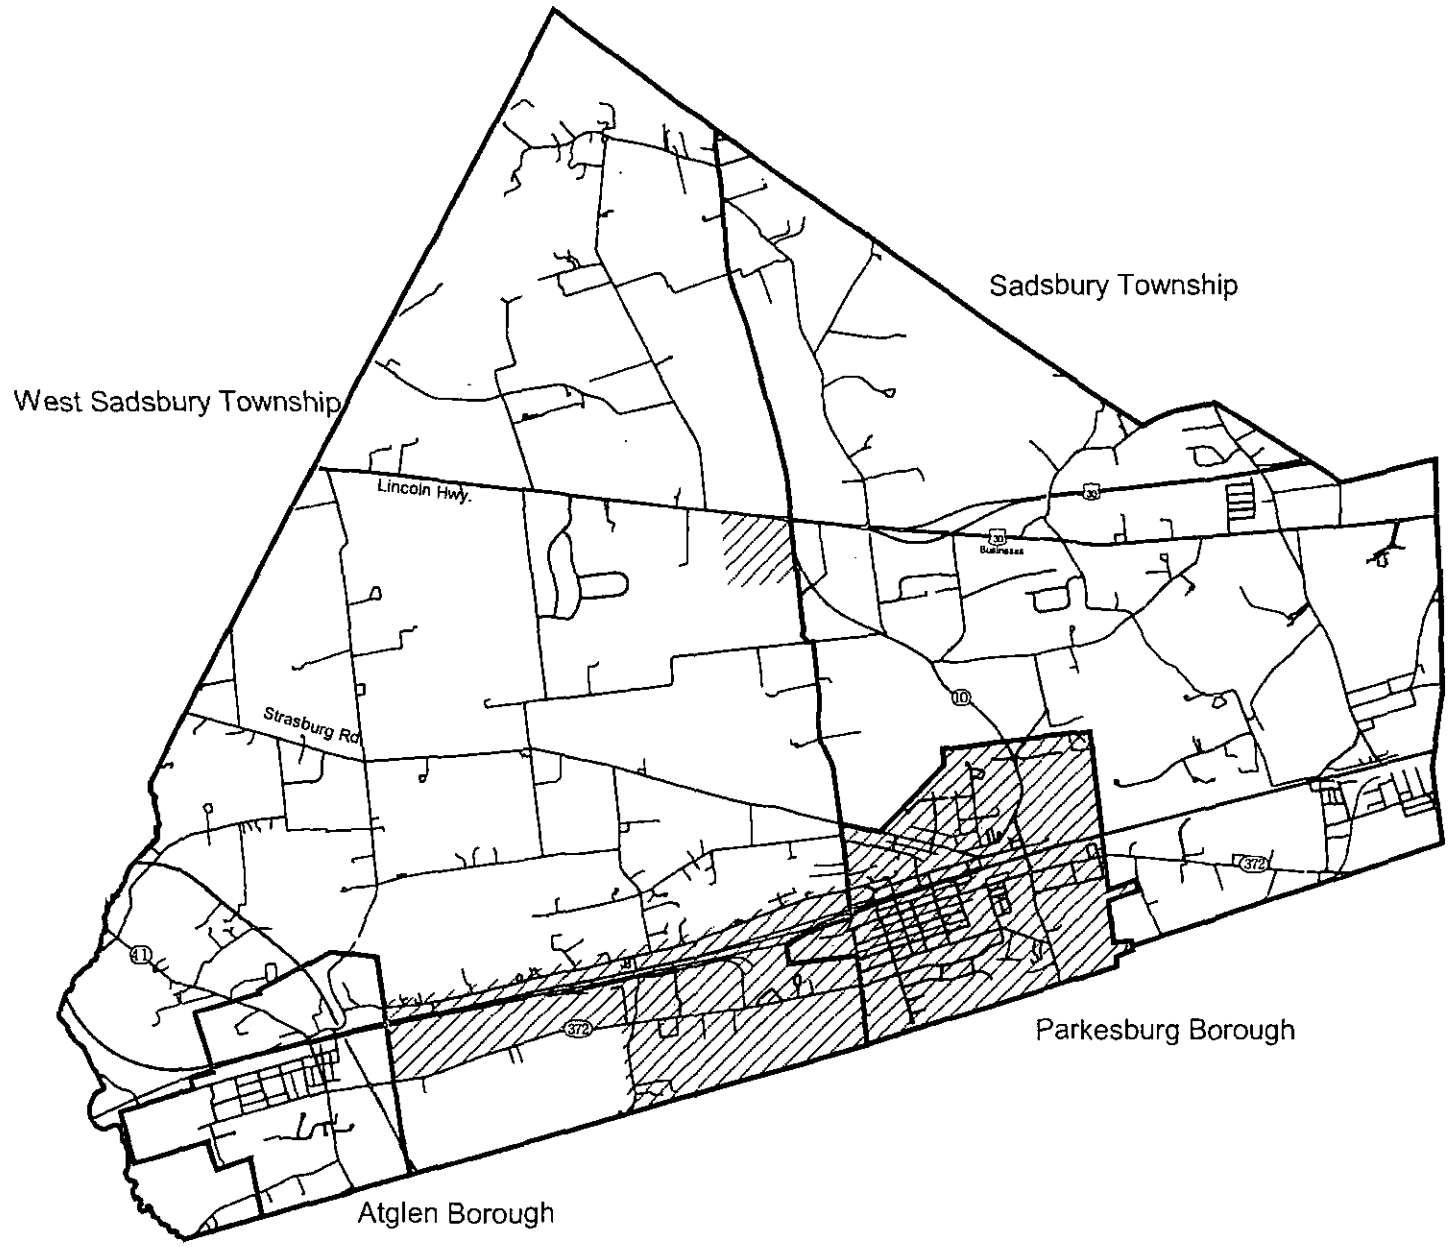 Sadsbury Township
West Sadsbury Township
Lincoln Hwy.
30
30
Business
10
Strasburg Rd
372
41
372
Parkesburg Borough
Atglen Borough